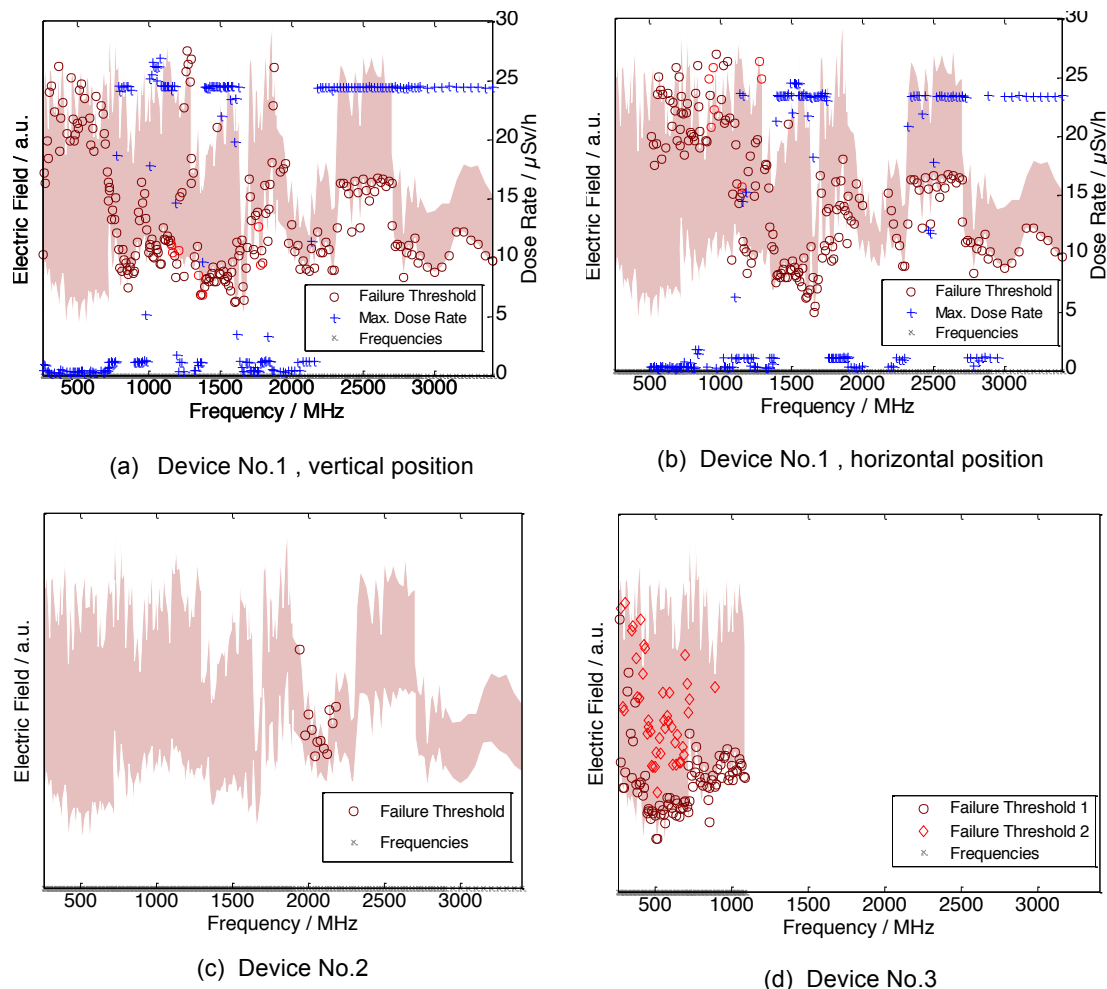 Electric Field / a.u.
30
25
20
15
10
5
0
Dose Rate / µSv/h
Failure Threshold
Max. Dose Rate
Frequencies
500 1000 1500 2000 2500 3000
Frequency / MHz
(a) Device No.1 , vertical position
Electric Field / a.u.
30
25
20
15
10
5
0
Dose Rate / µSv/h
Failure Threshold
Max. Dose Rate
Frequencies
500 1000 1500 2000 2500 3000
Frequency / MHz
(b) Device No.1 , horizontal position
Electric Field / a.u.
Failure Threshold
Frequencies
500 1000 1500 2000 2500 3000
Frequency / MHz
(c) Device No.2
Electric Field / a.u.
Failure Threshold 1
Failure Threshold 2
Frequencies
500 1000 1500 2000 2500 3000
Frequency / MHz
(d) Device No.3